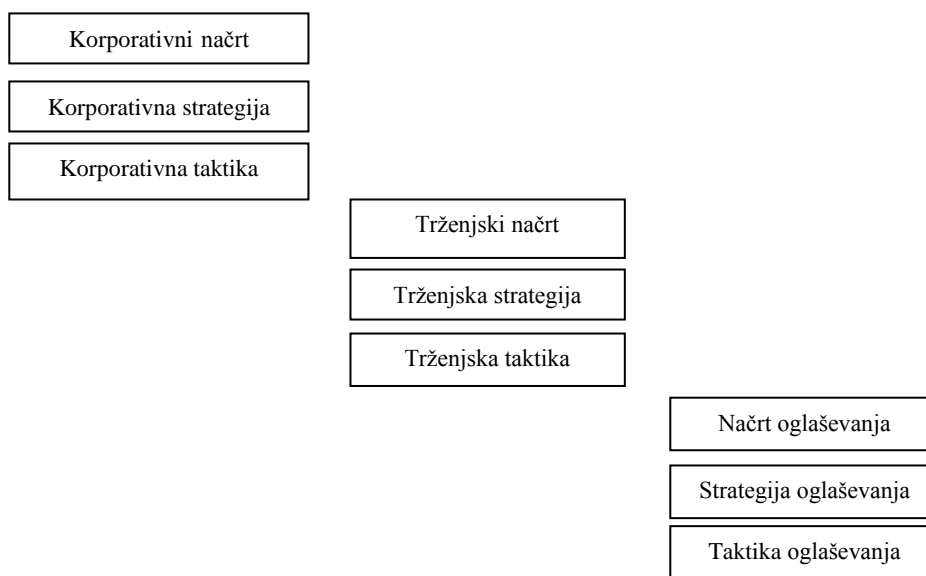 Korporativni načrt
Korporativna strategija
Korporativna taktika
Trženjski načrt
Trženjska strategija
Trženjska taktika
Načrt oglaševanja
Strategija oglaševanja
Taktika oglaševanja